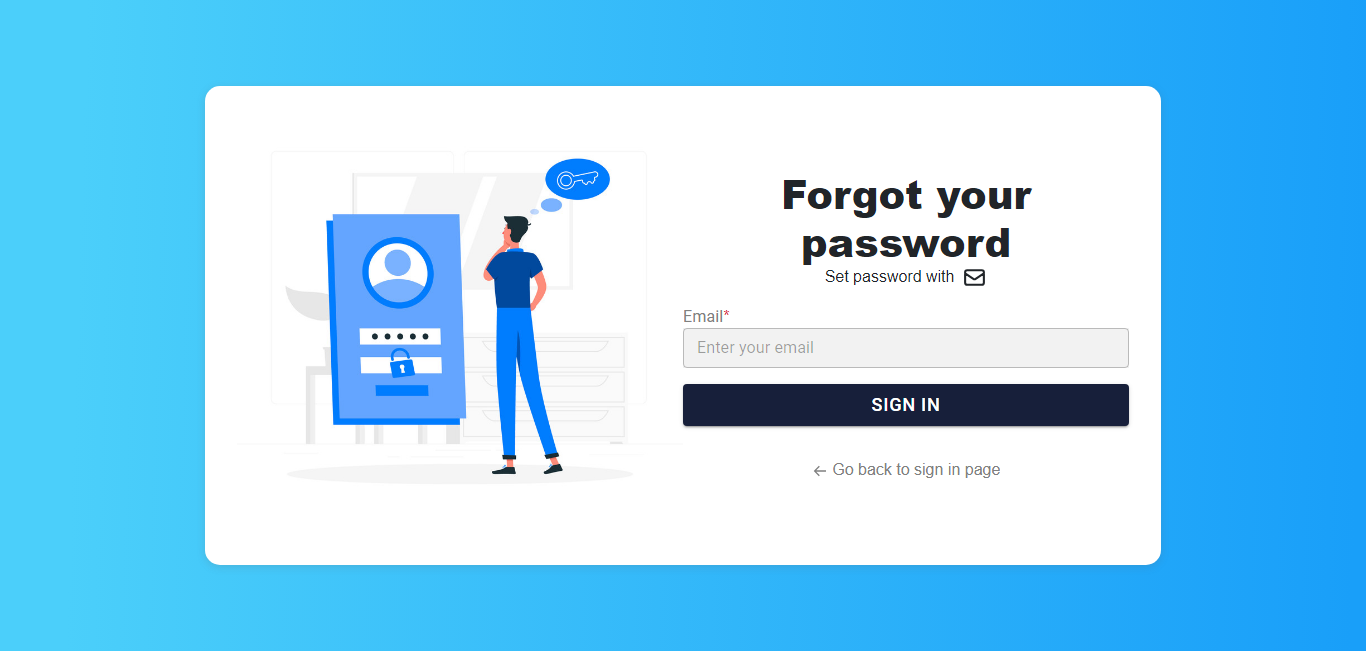 Forgot your
password
Set password with
Email*
Enter your email
SIGN IN
← Go back to sign in page